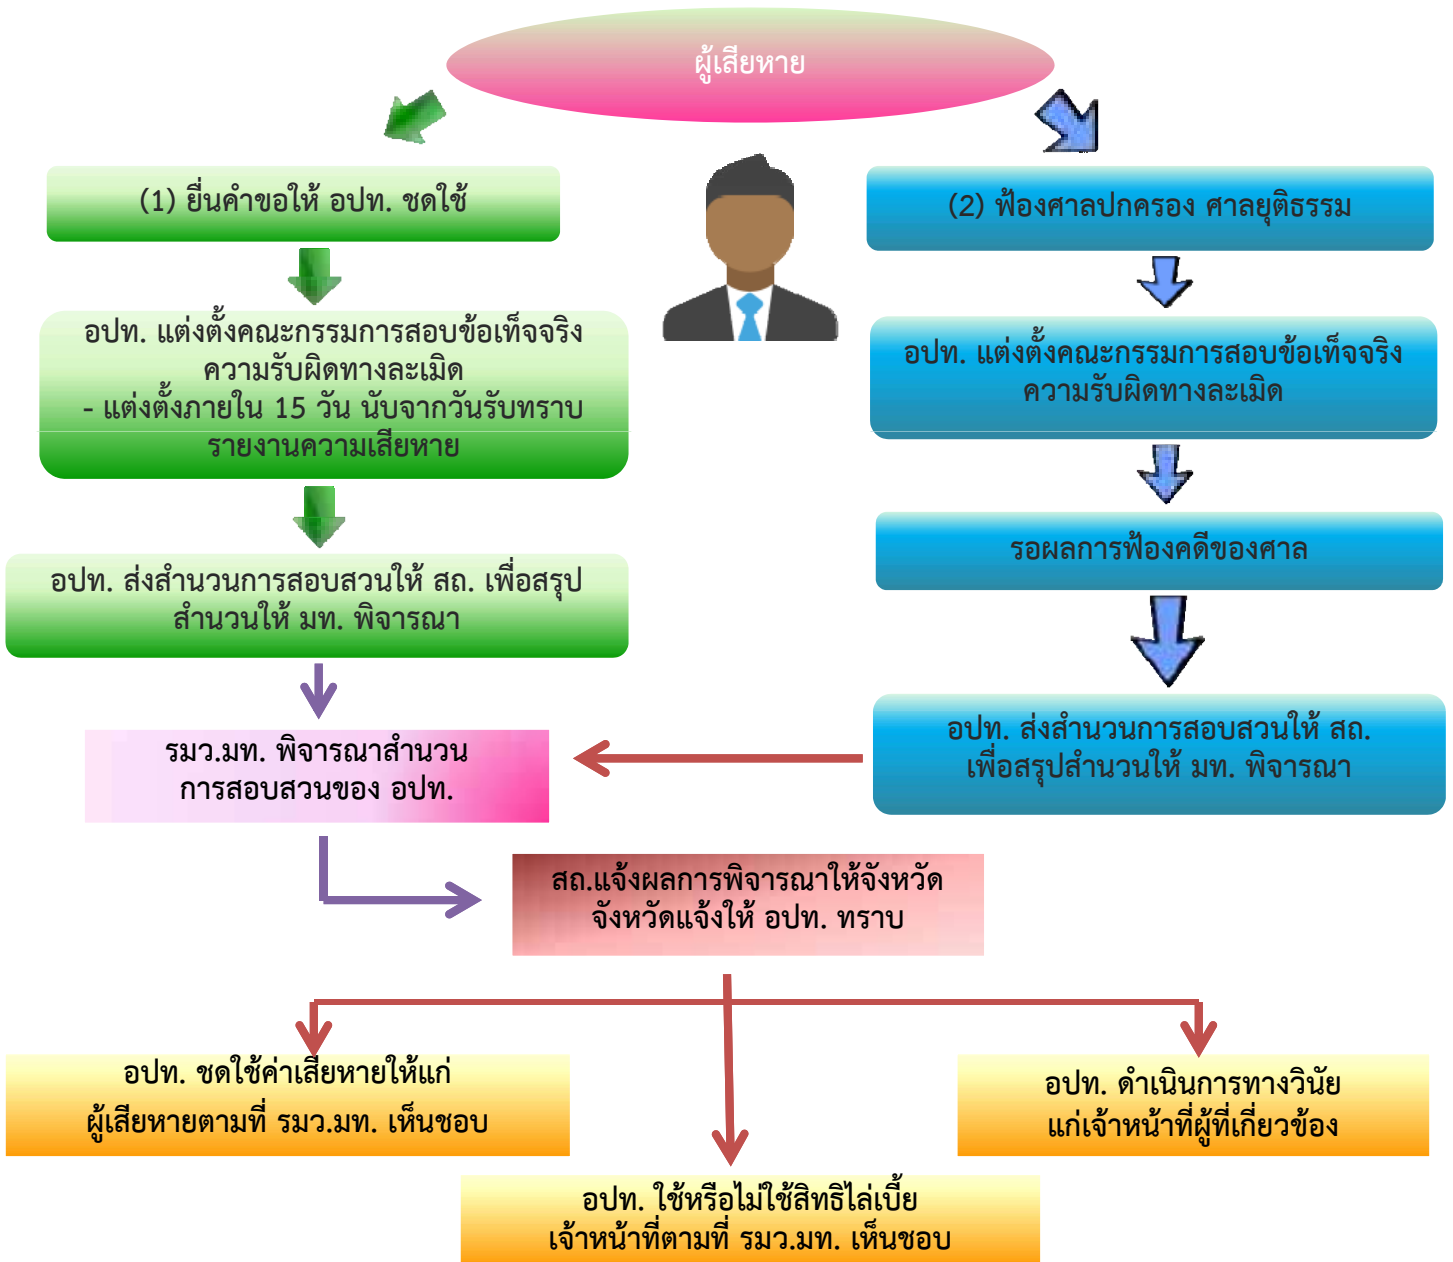 ผู้เสียหาย
(1) ยื่นคำขอให้ อปท. ชดใช้
อปท. แต่งตั้งคณะกรรมการสอบข้อเท็จจริง
ความรับผิดทางละเมิด
- แต่งตั้งภายใน 15 วัน นับจากวันรับทราบ
รายงานความเสียหาย
อปท. ส่งสำนวนการสอบสวนให้ สถ. เพื่อสรุป
สำนวนให้ มท. พิจารณา
(2) ฟ้องศาลปกครอง ศาลยุติธรรม
อปท. แต่งตั้งคณะกรรมการสอบข้อเท็จจริง
ความรับผิดทางละเมิด
รอผลการฟ้องคดีของศาล
อปท. ส่งสำนวนการสอบสวนให้ สถ.
เพื่อสรุปสำนวนให้ มท. พิจารณา
รมว.มท. พิจารณาสำนวน
การสอบสวนของ อปท.
สถ.แจ้งผลการพิจารณาให้จังหวัด
จังหวัดแจ้งให้ อปท. ทราบ
อปท. ชดใช้ค่าเสียหายให้แก่
ผู้เสียหายตามที่ รมว.มท. เห็นชอบ
อปท. ใช้หรือไม่ใช้สิทธิไล่เบี้ย
เจ้าหน้าที่ตามที่ รมว.มท. เห็นชอบ
อปท. ดำเนินการทางวินัย
แก่เจ้าหน้าที่ผู้ที่เกี่ยวข้อง